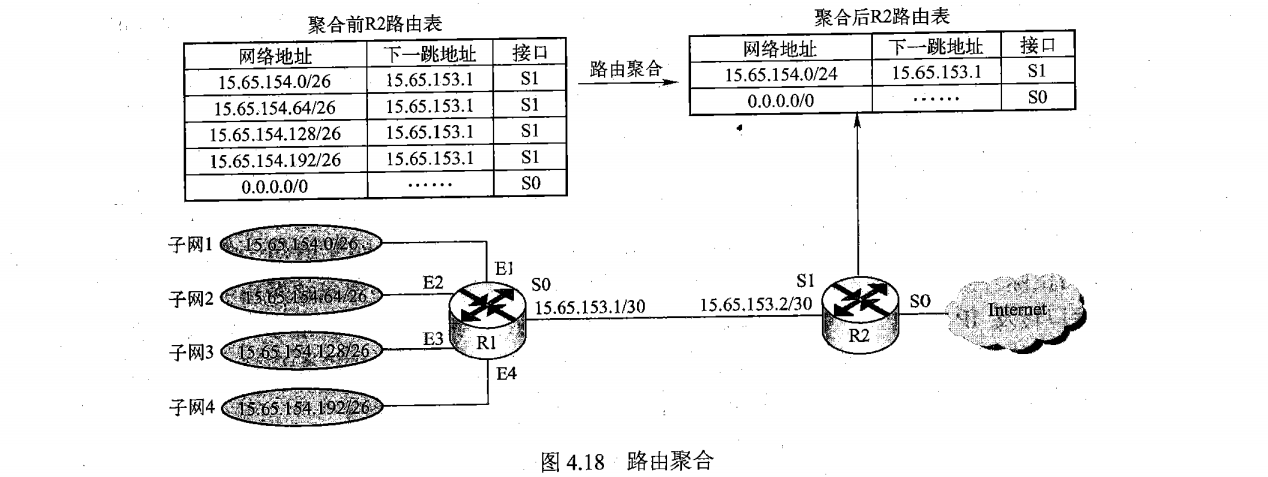 聚合前R2路由表
网络地址 下一跳地址 接口
15.65.154.0/26 15.65.153.1 S1
15.65.154.64/26 15.65.153.1 S1
15.65.154.128/26 15.65.153.1 S1
15.65.154.192/26 15.65.153.1 S1
0.0.0.0/0 …… S0
路由聚合
聚合后R2路由表
网络地址 下一跳地址 接口
15.65.154.0/24 15.65.153.1 S1
0.0.0.0/0 …… S0
子网1 15.65.154.0/26
子网2 15.65.154.64/26
子网3 15.65.154.128/26
子网4 15.65.154.192/26
E1
E2
E3
E4
S0
R1
15.65.153.1/30
15.65.153.2/30
S1
R2
S0
Internet
图 4.18 路由聚合